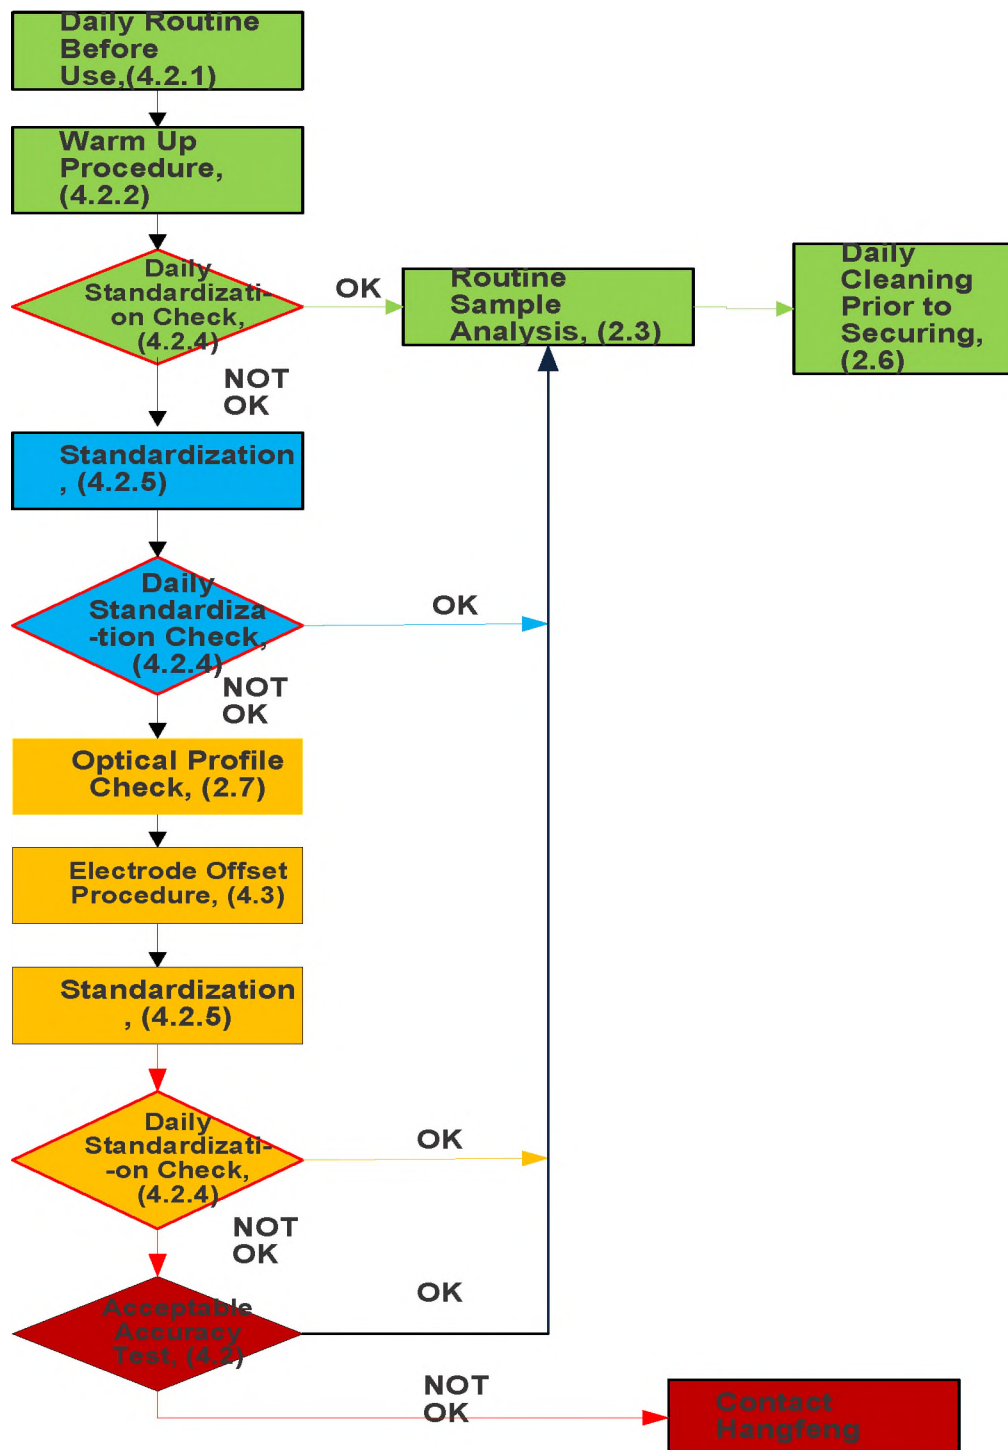 Daily Routine
Before
Use,(4.2.1)
Warm Up
Procedure,
(4.2.2)
Daily
Standardizati-
on Check,
(4.2.4)
OK
Routine
Sample
Analysis, (2.3)
Daily
Cleaning
Prior to
Securing,
(2.6)
NOT
OK
Standardization
, (4.2.5)
Daily
Standardiza
-tion Check,
(4.2.4)
OK
NOT
OK
Optical Profile
Check, (2.7)
Electrode Offset
Procedure, (4.3)
Standardization
, (4.2.5)
Daily
Standardizati-
-on Check,
(4.2.4)
OK
NOT
OK
Acceptable
Accuracy
Test, (4.2)
OK
NOT
OK
Contact
Hangfeng